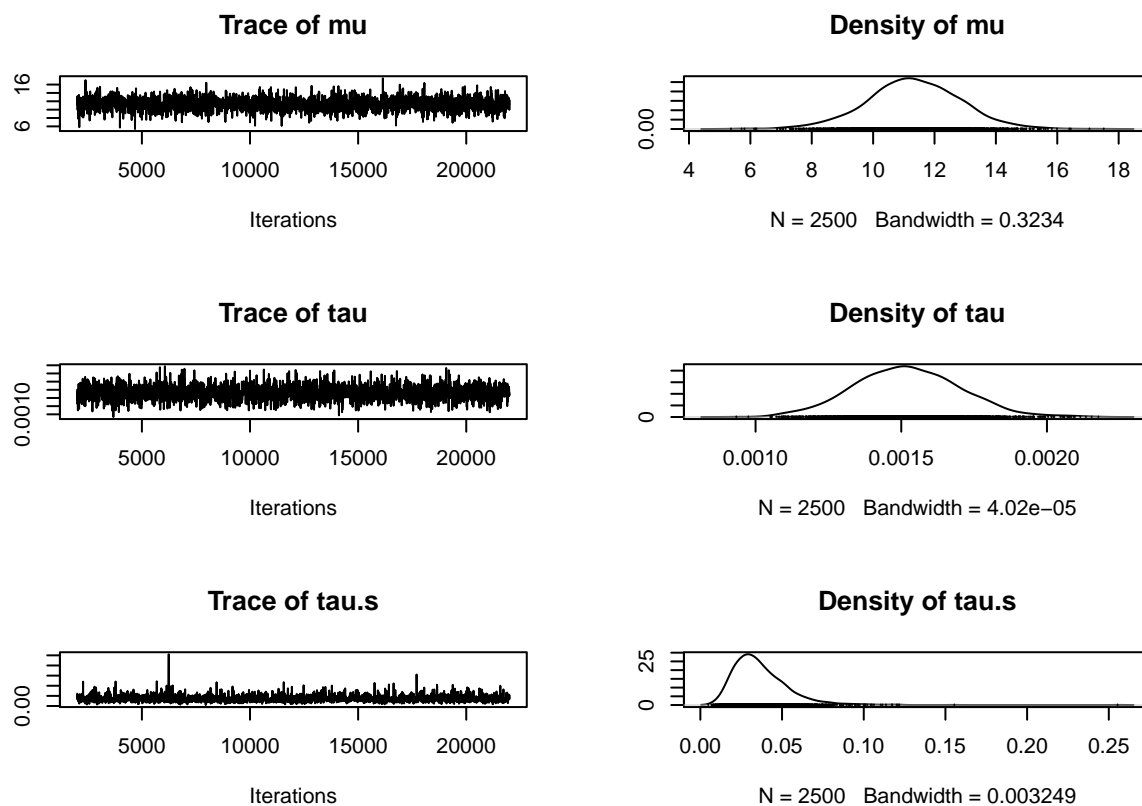 Trace of mu
16
6
5000 10000 15000 20000
Iterations
Density of mu
0.00
4 6 8 10 12 14 16 18
N = 2500 Bandwidth = 0.3234
Trace of tau
0.0010
5000 10000 15000 20000
Iterations
Density of tau
0
0.0010 0.0015 0.0020
N = 2500 Bandwidth = 4.02e−05
Trace of tau.s
0.00
5000 10000 15000 20000
Iterations
Density of tau.s
25
0
0.00 0.05 0.10 0.15 0.20 0.25
N = 2500 Bandwidth = 0.003249